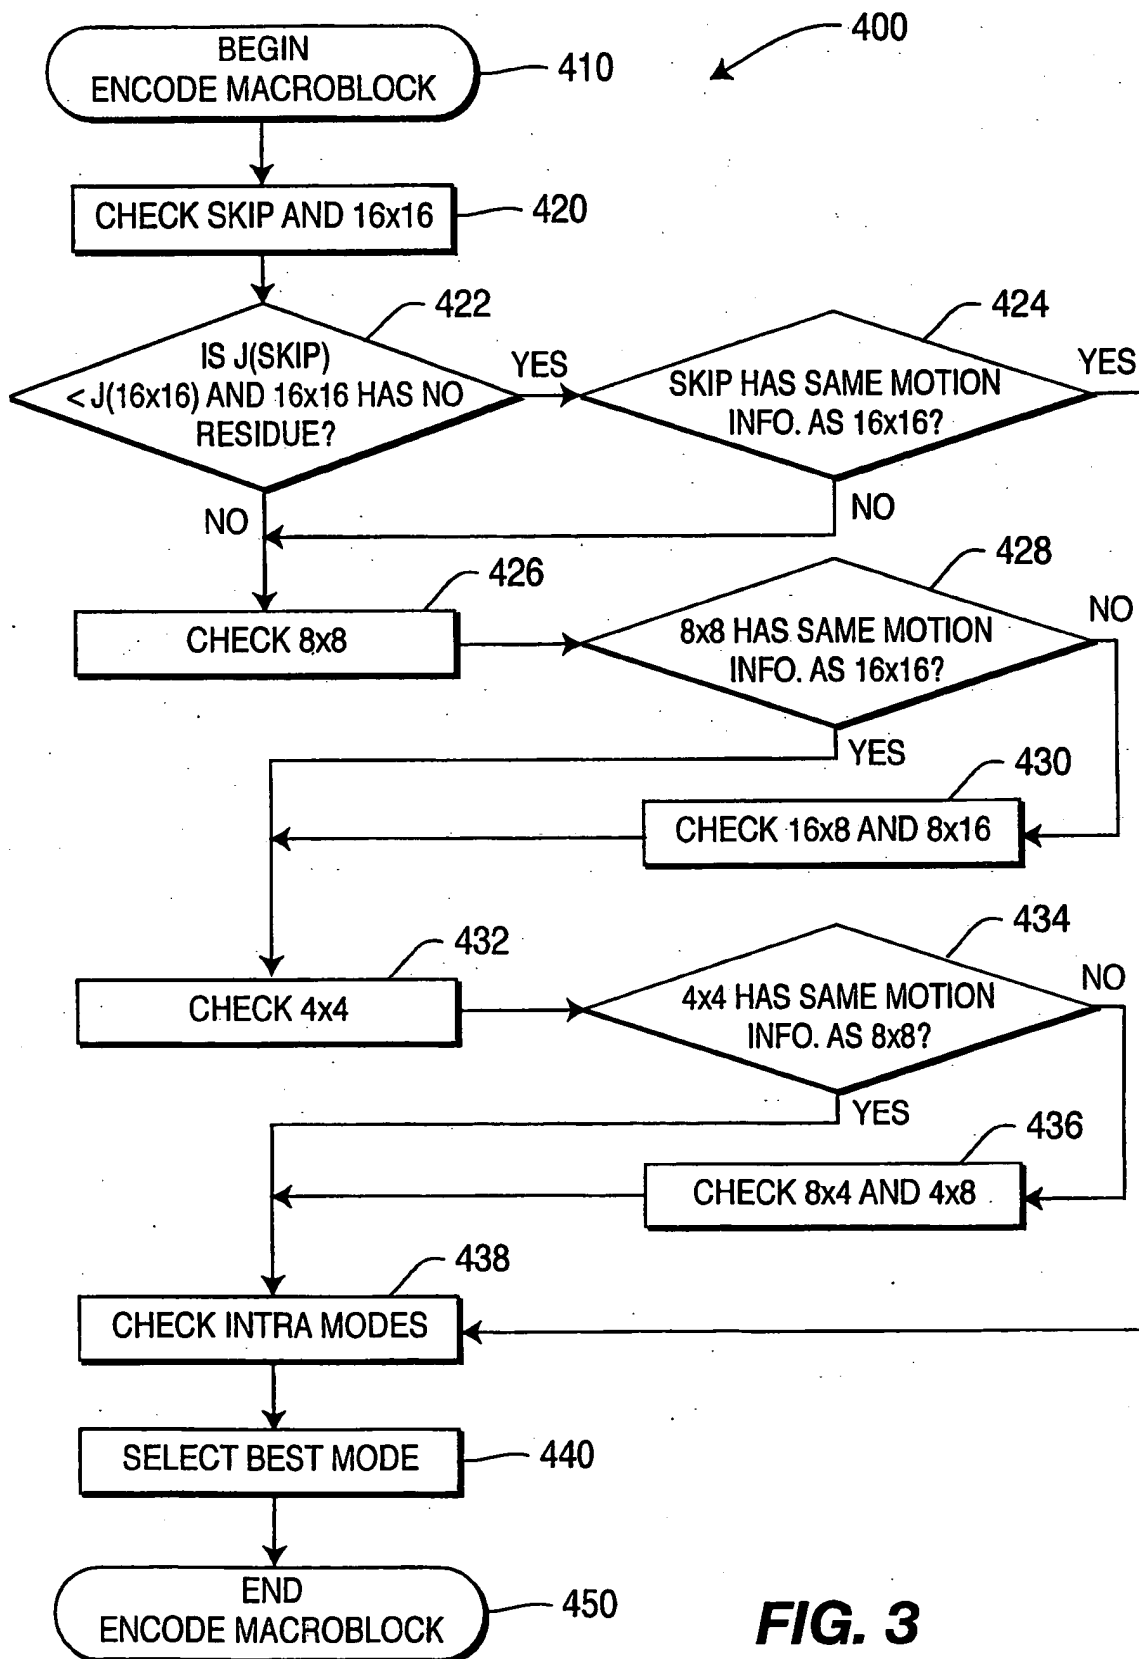 400
BEGIN
ENCODE MACROBLOCK
410
CHECK SKIP AND 16x16
420
422
IS J(SKIP)
< J(16x16) AND 16x16 HAS NO
RESIDUE?
YES
424
SKIP HAS SAME MOTION
INFO. AS 16x16?
YES
NO
NO
426
CHECK 8x8
428
8x8 HAS SAME MOTION
INFO. AS 16x16?
NO
YES
430
CHECK 16x8 AND 8x16
432
CHECK 4x4
434
4x4 HAS SAME MOTION
INFO. AS 8x8?
NO
YES
436
CHECK 8x4 AND 4x8
438
CHECK INTRA MODES
SELECT BEST MODE
440
END
ENCODE MACROBLOCK
450
FIG. 3